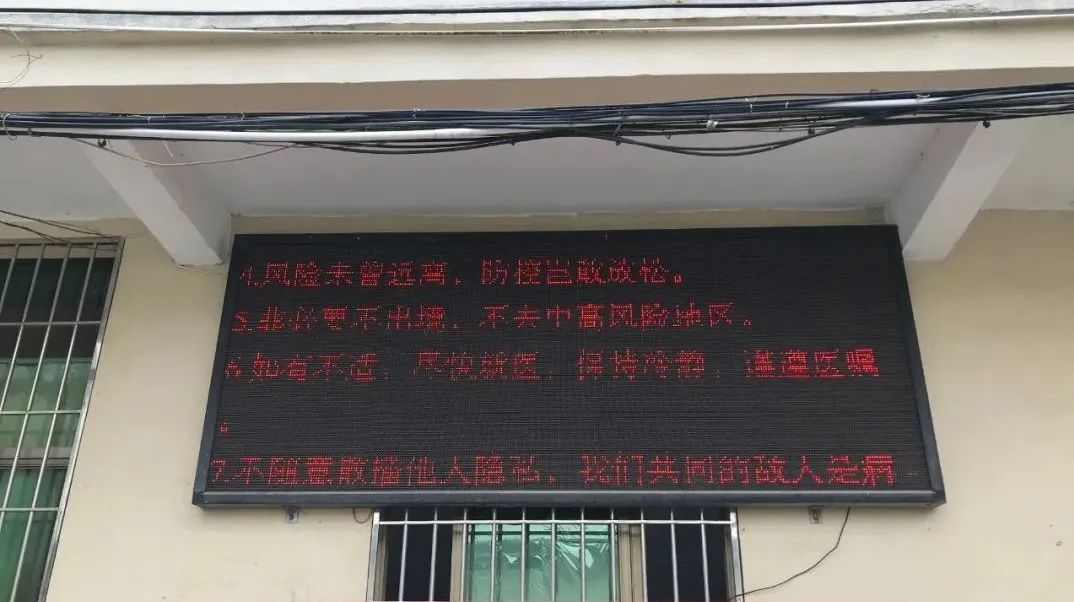 4.风险未曾远离，防控岂敢放松。
5.非必要不出境，不去中高风险地区。
6.如有不适，尽快就医，保持冷静，谨遵医嘱
。
7.不随意散播他人隐私，我们共同的敌人是病